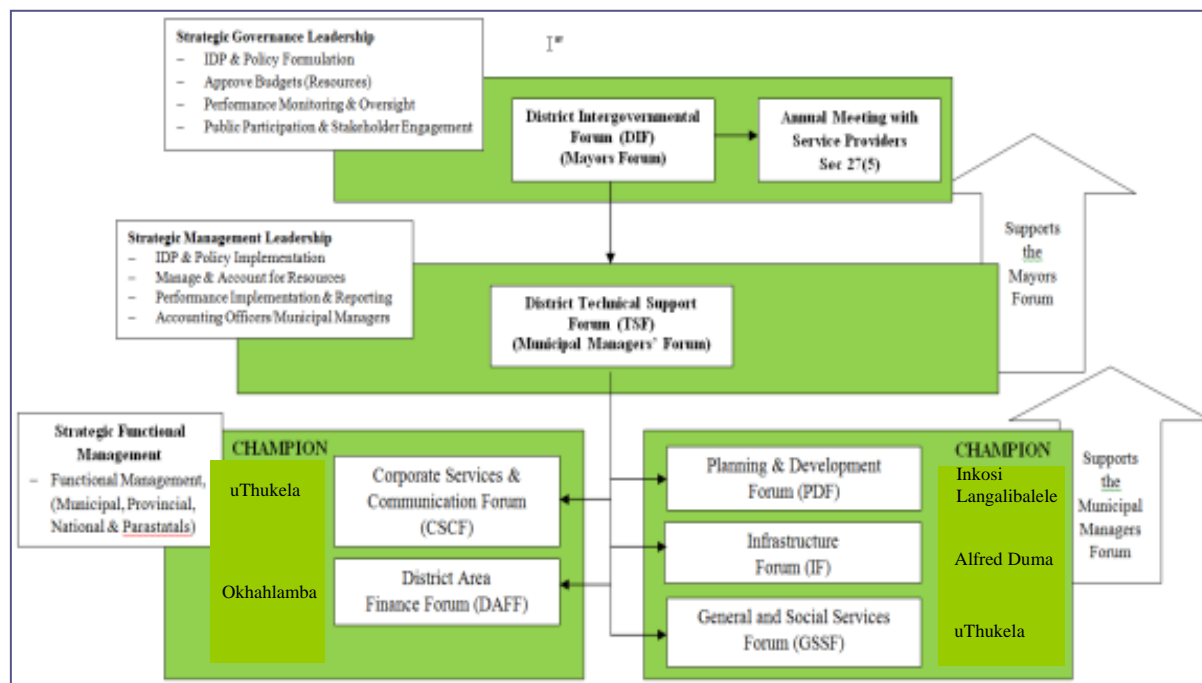 Strategic Governance Leadership
– IDP & Policy Formulation
– Approve Budgets (Resources)
– Performance Monitoring & Oversight
– Public Participation & Stakeholder Engagement
District Intergovernmental
Forum (DIF)
(Mayors Forum)
Annual Meeting with
Service Providers
Sec 27(5)
Supports
the
Mayors
Forum
Strategic Management Leadership
– IDP & Policy Implementation
– Manage & Account for Resources
– Performance Implementation & Reporting
– Accounting Officers/Municipal Managers
District Technical Support
Forum (TSF)
(Municipal Managers' Forum)
Strategic Functional
Management
– Functional Management,
(Municipal, Provincial,
National & Parastatals)
CHAMPION
uThukela
Okhahlamba
Corporate Services &
Communication Forum
(CSCF)
District Area
Finance Forum (DAFF)
Planning & Development
Forum (PDF)
Infrastructure
Forum (IF)
General and Social Services
Forum (GSSF)
CHAMPION
Inkosi
Langalibalele
Alfred Duma
uThukela
Supports
the
Municipal
Managers
Forum